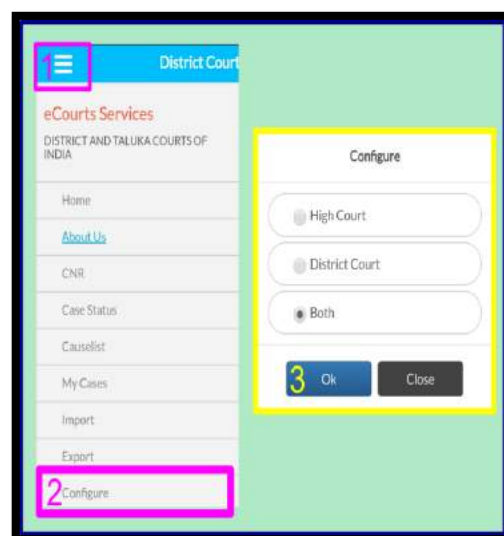 1
District Court
eCourts Services
DISTRICT AND TALUKA COURTS OF
INDIA
Home
About Us
CNR
Case Status
Causelist
My Cases
Import
Export
2
Configure
Configure
High Court
District Court
Both
3
Ok
Close